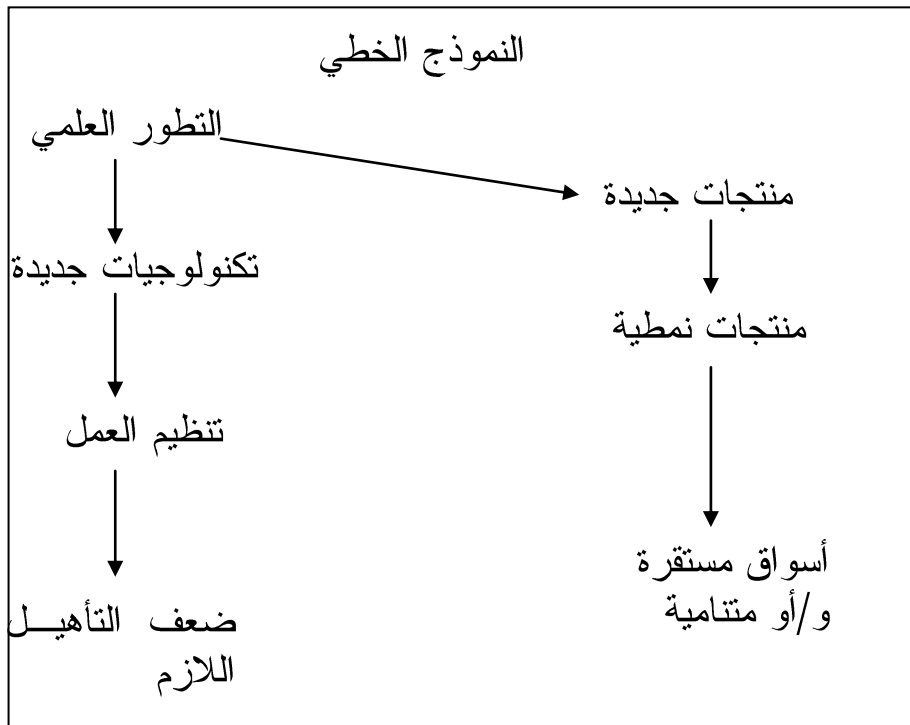 النموذج الخطي
التطور العلمي
منتجات جديدة
تكنولوجيات جديدة
منتجات نمطية
تنظيم العمل
أسواق مستقرة
و/أو متنامية
ضعف التأهيل
اللازم